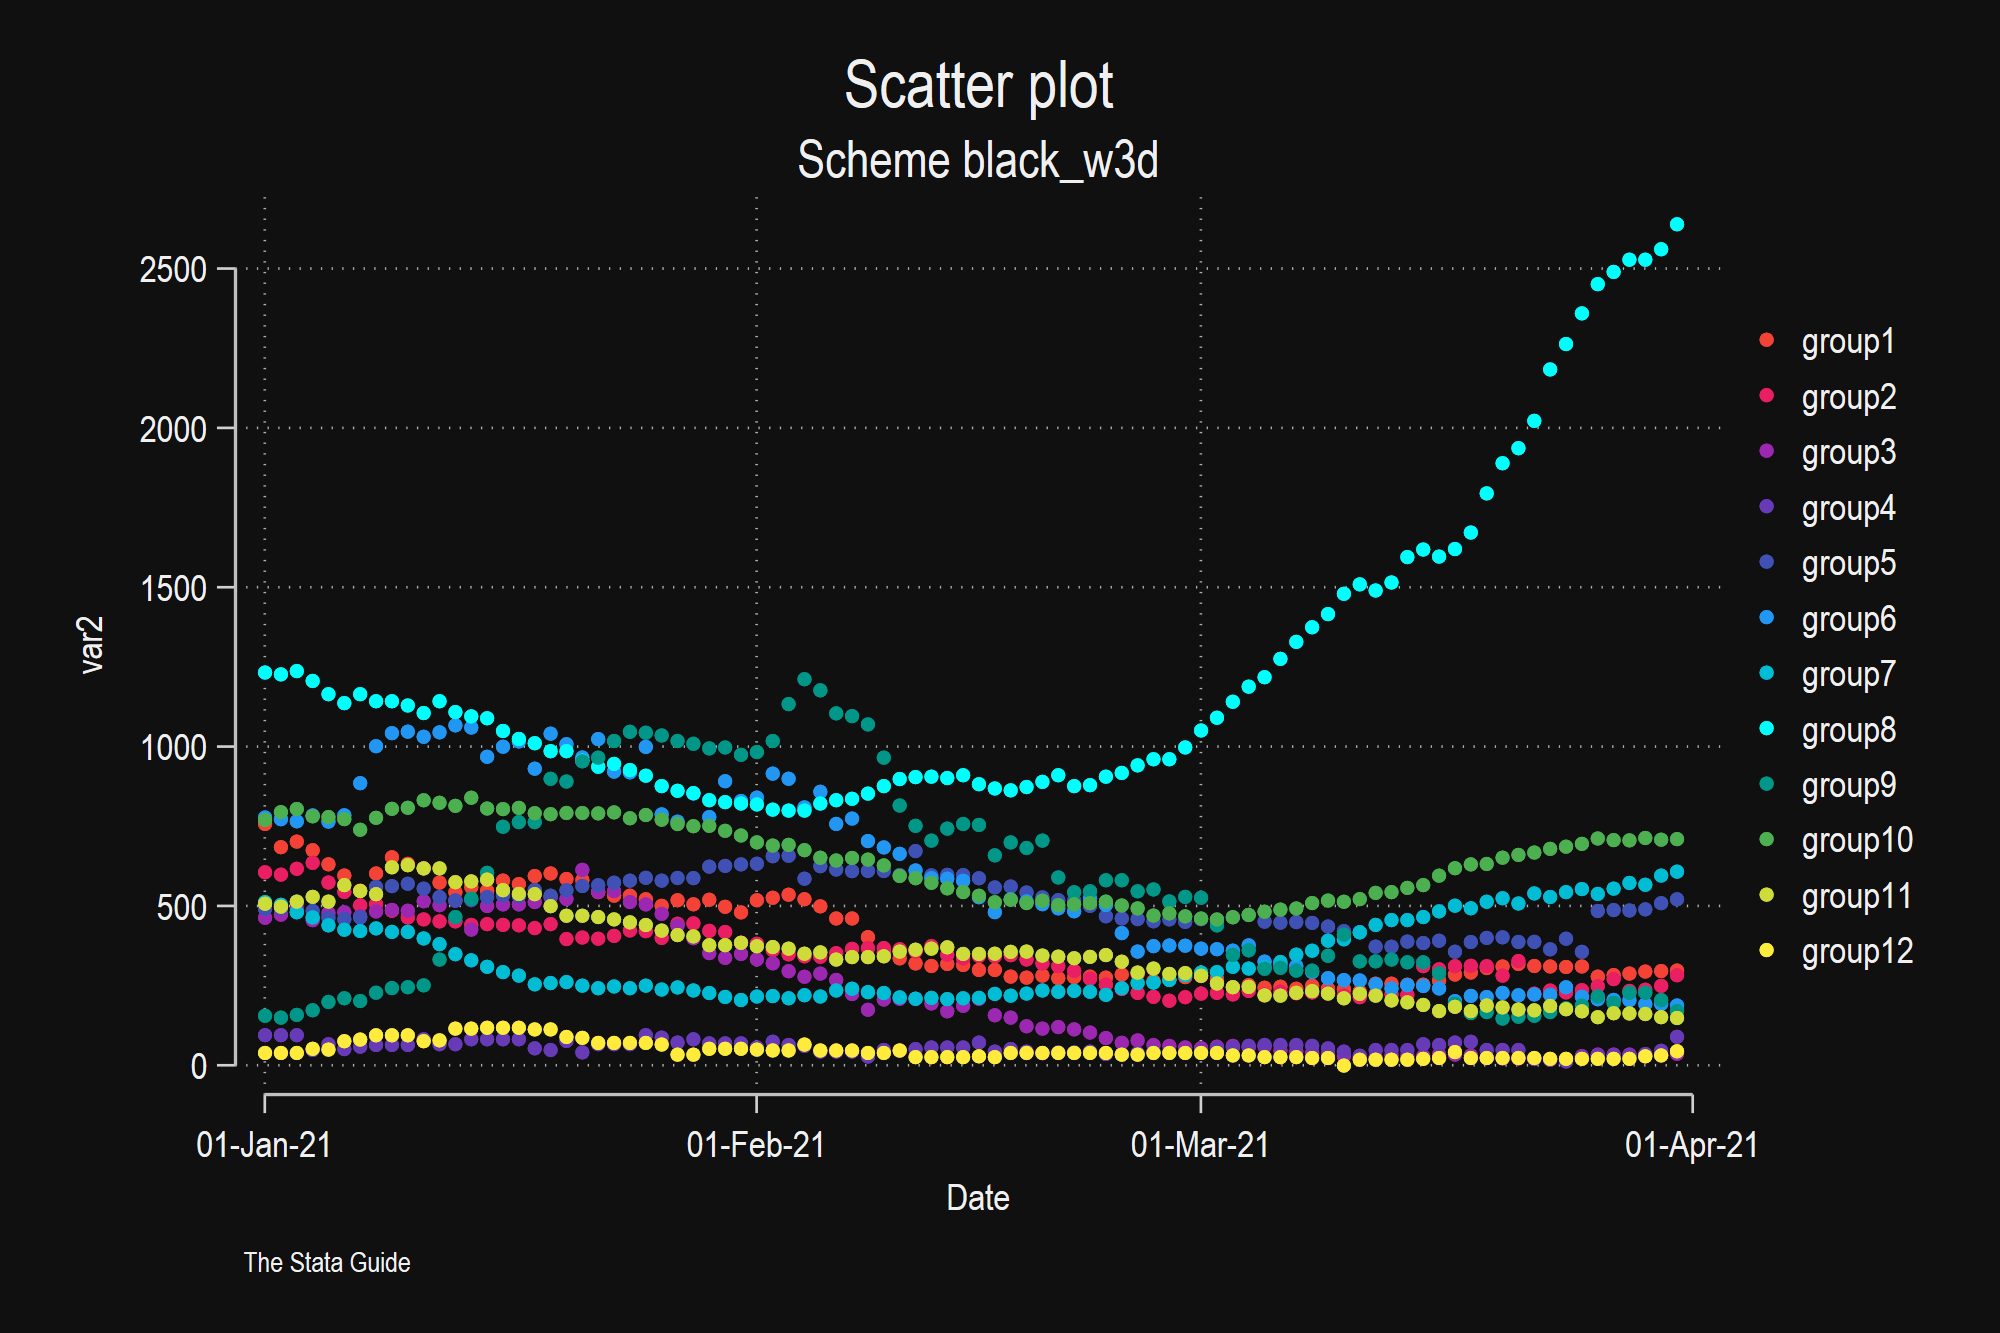 Scatter plot
Scheme black_w3d
2500
2000
1500
1000
500
0
var2
01-Jan-21
01-Feb-21
01-Mar-21
01-Apr-21
Date
group1
group2
group3
group4
group5
group6
group7
group8
group9
group10
group11
group12
The Stata Guide